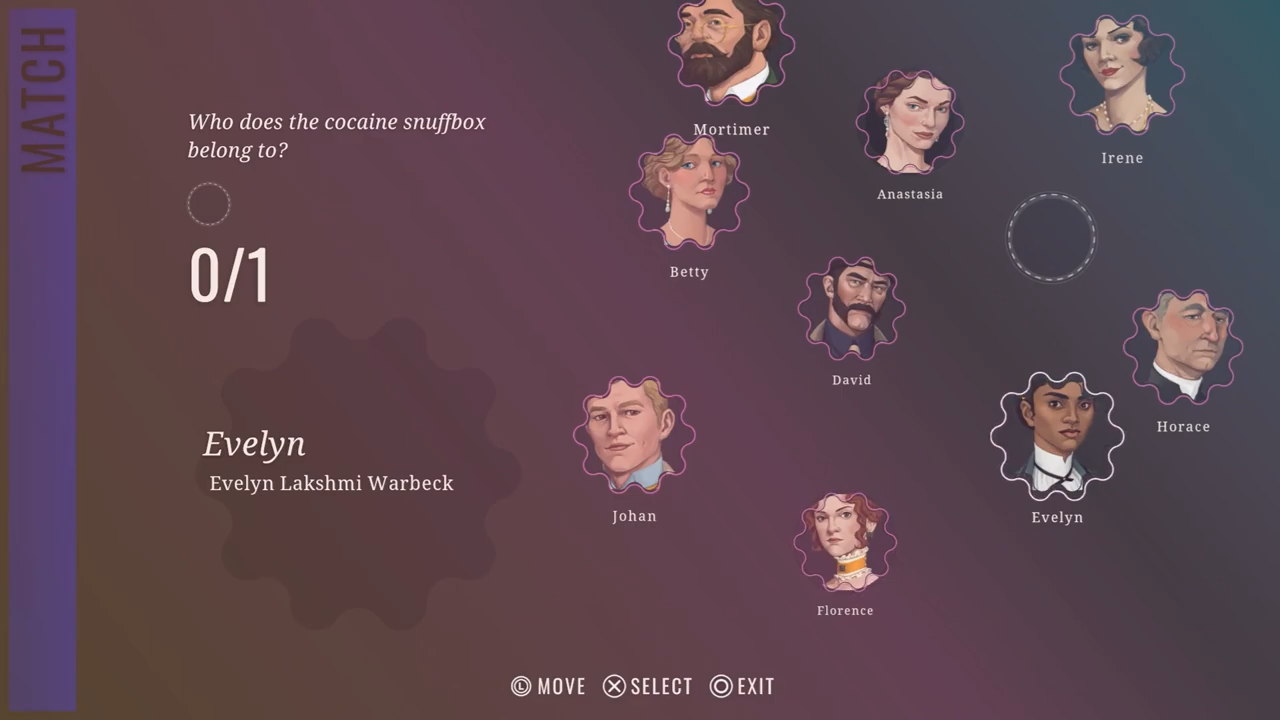 MATCH
Who does the cocaine snuffbox
belong to?
0/1
Evelyn
Evelyn Lakshmi Warbeck
Mortimer
Irene
Anastasia
Betty
David
Horace
Johan
Evelyn
Florence
L MOVE SELECT EXIT